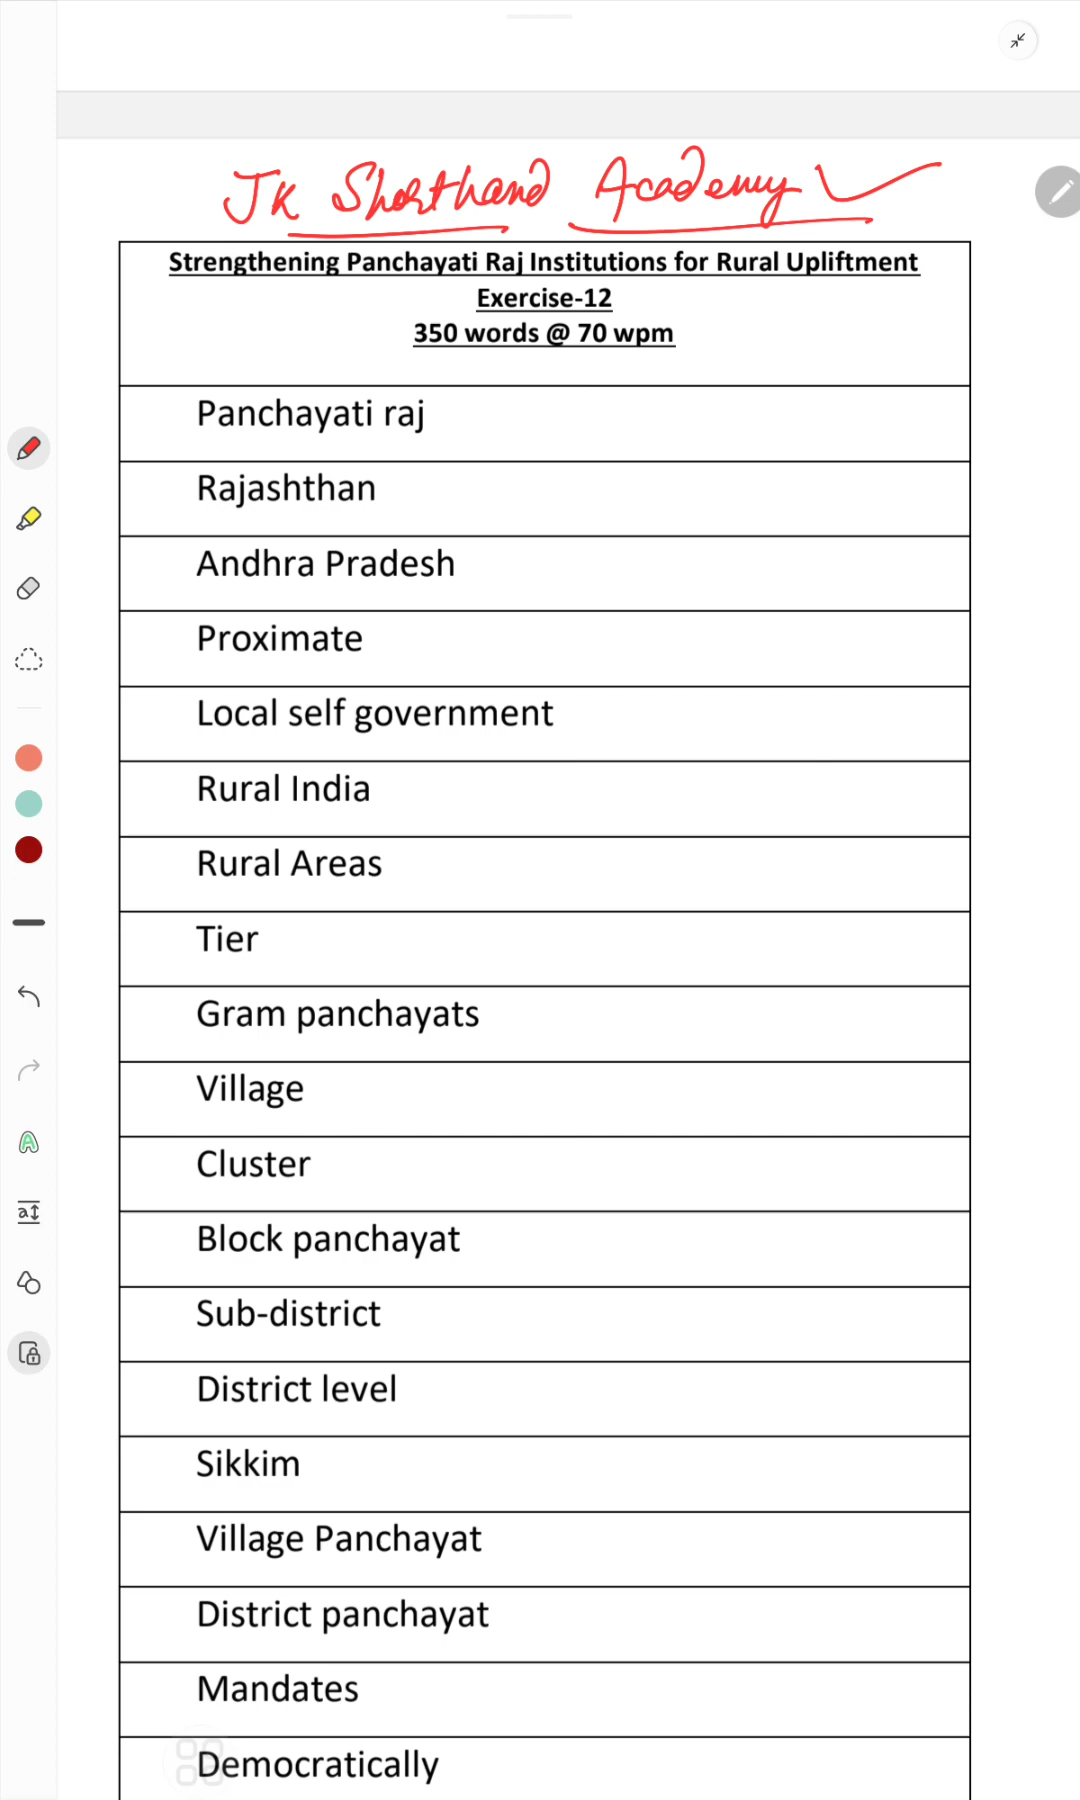 JK Shorthand Academy
Strengthening Panchayati Raj Institutions for Rural Upliftment
Exercise-12
350 words @ 70 wpm
Panchayati raj
Rajashthan
Andhra Pradesh
Proximate
Local self government
Rural India
Rural Areas
Tier
Gram panchayats
Village
Cluster
Block panchayat
Sub-district
District level
Sikkim
Village Panchayat
District panchayat
Mandates
Democratically